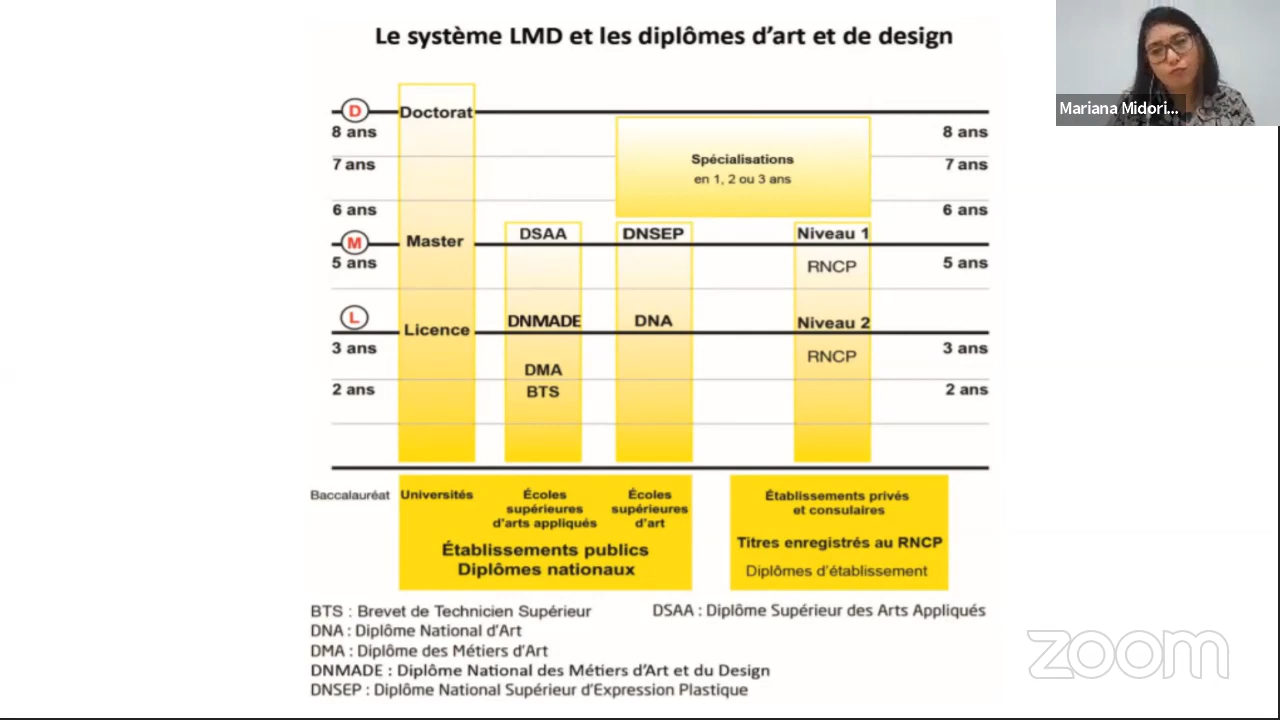 Le système LMD et les diplômes d'art et de design
Mariana Midori...
D Doctorat
8 ans 8 ans
Spécialisations
7 ans 7 ans
en 1, 2 ou 3 ans
6 ans 6 ans
DSAA DNSEP Niveau 1
M Master
5 ans RNCP 5 ans
L DNMADE DNA Niveau 2
Licence
3 ans RNCP 3 ans
DMA
2 ans BTS 2 ans
Baccalauréat
Universités
Écoles
supérieures
d'arts appliqués
Écoles
supérieures
d'art
Établissements publics
Diplômes nationaux
Établissements privés
et consulaires
Titres enregistrés au RNCP
Diplômes d'établissement
BTS : Brevet de Technicien Supérieur
DSAA : Diplôme Supérieur des Arts Appliqués
DNA : Diplôme National d'Art
DMA : Diplôme des Métiers d'Art
DNMADE : Diplôme National des Métiers d'Art et du Design
DNSEP : Diplôme National Supérieur d'Expression Plastique
zoom